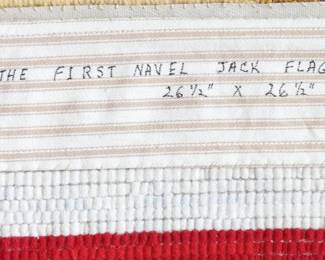 THE FIRST NAVEL JACK FLAG
26 ½" X 26 ½"